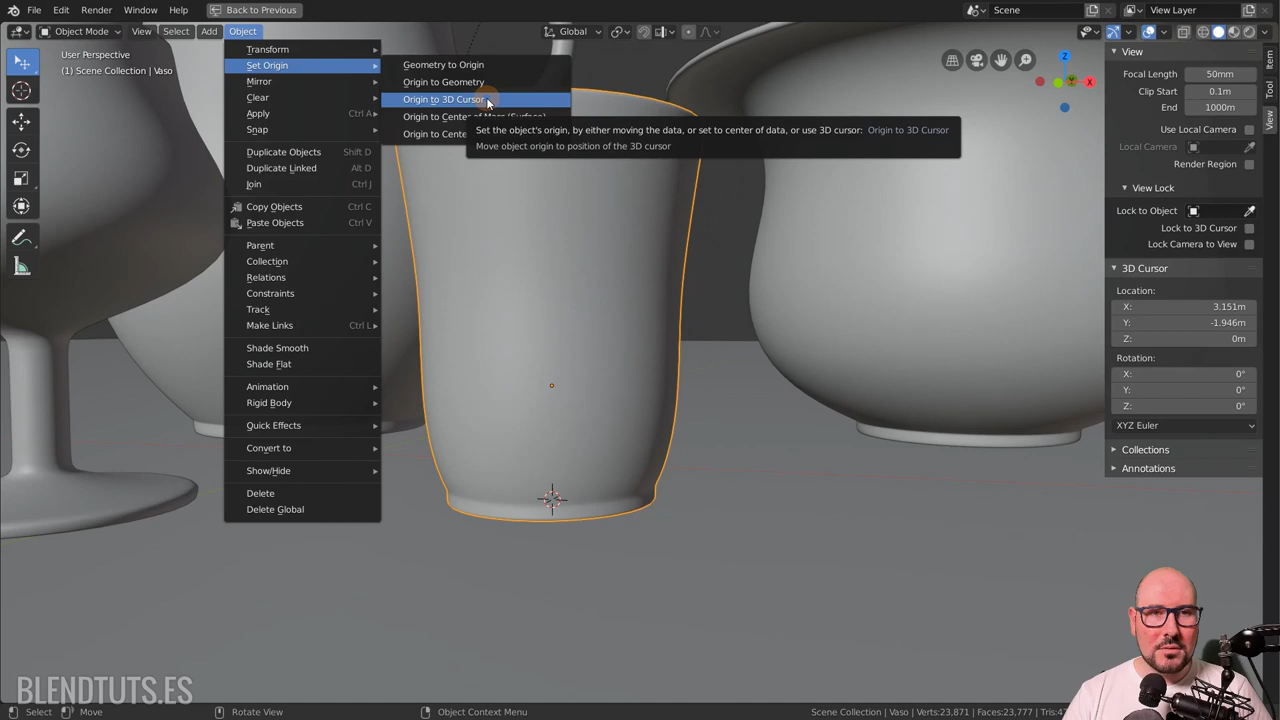 File Edit Render Window Help Back to Previous Scene View Layer
Object Mode View Select Add Object Global
User Perspective
(1) Scene Collection | Vaso
Transform
Set Origin
Mirror
Clear
Apply Ctrl A
Snap
Duplicate Objects Shift D
Duplicate Linked Alt D
Join Ctrl J
Copy Objects Ctrl C
Paste Objects Ctrl V
Parent
Collection
Relations
Constraints
Track
Make Links Ctrl L
Shade Smooth
Shade Flat
Animation
Rigid Body
Quick Effects
Convert to
Show/Hide
Delete
Delete Global
Geometry to Origin
Origin to Geometry
Origin to 3D Cursor
Origin to Center of Mass (Surface)
Origin to Cente
Set the object's origin, by either moving the data, or set to center of data, or use 3D cursor: Origin to 3D Cursor
Move object origin to position of the 3D cursor
Z
X
View
Focal Length 50mm
Clip Start 0.1m
End 1000m
Use Local Camera
Local Camera
Render Region
View Lock
Lock to Object
Lock to 3D Cursor
Lock Camera to View
3D Cursor
Location:
X: 3.151m
Y: -1.946m
Z: 0m
Rotation:
X: 0°
Y: 0°
Z: 0°
XYZ Euler
Collections
Annotations
Item
Tool
View
BLENDTUTS.ES
Select Move Rotate View Object Context Menu Scene Collection | Vaso | Verts:23,871 | Faces:23,777 | Tris:4